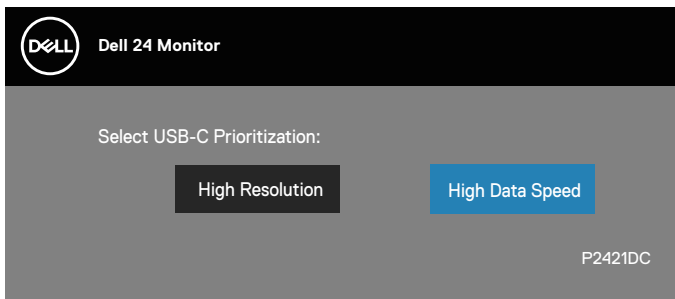 DELL
Dell 24 Monitor
Select USB-C Prioritization:
High Resolution
High Data Speed
P2421DC